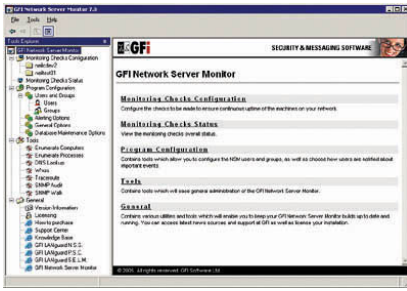 GFI Network Server Monitor 7.0
File Tools Help
Tools Explorer
GFI Network Server Monitor
Monitoring Checks Configuration
Monitoring Checks Status
Program Configuration
Users and Groups
Users
Groups
Alerting Options
General Options
Database Maintenance Options
Tools
Enumerate Computers
Enumerate Processes
DNS Lookup
Whois
Traceroute
SNMP Audit
SNMP Walk
General
Version Information
Licensing
How to purchase
Support Center
Knowledge Base
GFI LANguard N.S.S.
GFI LANguard P.S.C.
GFI LANguard S.E.L.M.
GFI Network Server Monitor
GFI
SECURITY & MESSAGING SOFTWARE
GFI Network Server Monitor
Monitoring Checks Configuration
Configure the checks to be made to ensure continuous uptime of the machines on your network.
Monitoring Checks Status
View the monitoring checks overall status.
Program Configuration
Contains tools which allow you to configure the NSM users and groups, as well as choose how users are notified about
important events.
Tools
Contains tools which will ease general administration of the GFI Network Server Monitor.
General
Contains various utilities and tools which will enable you to keep your GFI Network Server Monitor builds up to date and
running. You can access latest news sources and support all GFI as well as license your installation.
© 2005. All rights reserved. GFI Software Ltd.